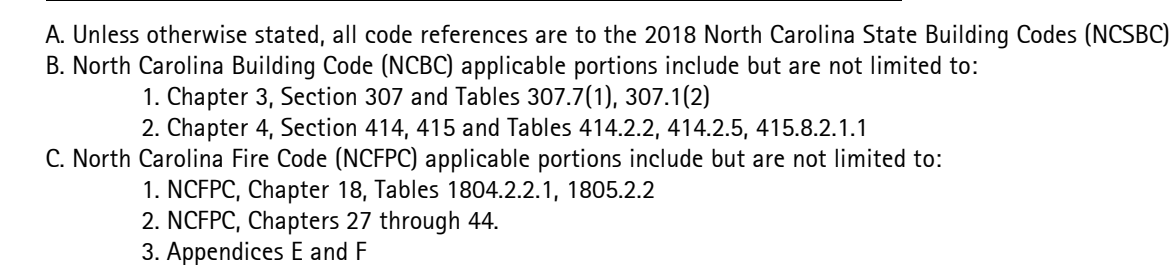 A. Unless otherwise stated, all code references are to the 2018 North Carolina State Building Codes (NCSBC)
B. North Carolina Building Code (NCBC) applicable portions include but are not limited to:
1. Chapter 3, Section 307 and Tables 307.7(1), 307.1(2)
2. Chapter 4, Section 414, 415 and Tables 414.2.2, 414.2.5, 415.8.2.1.1
C. North Carolina Fire Code (NCFPC) applicable portions include but are not limited to:
1. NCFPC, Chapter 18, Tables 1804.2.2.1, 1805.2.2
2. NCFPC, Chapters 27 through 44.
3. Appendices E and F